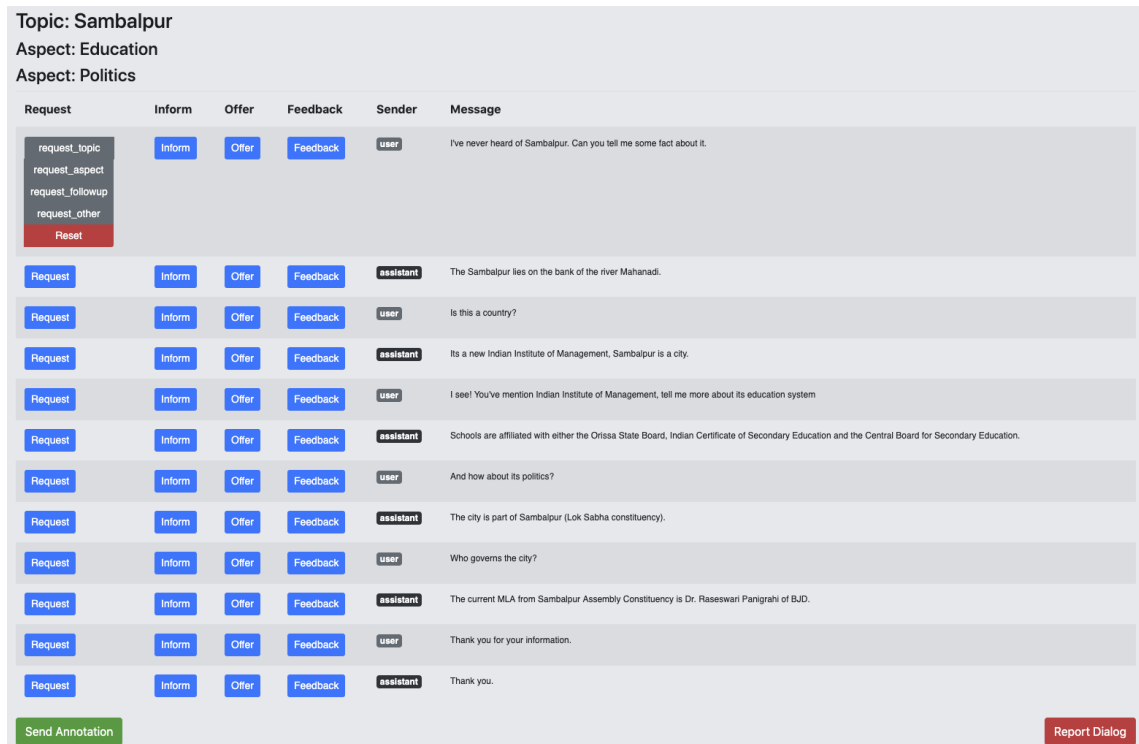 Topic: Sambalpur
Aspect: Education
Aspect: Politics
Request Inform Offer Feedback Sender Message
request_topic Inform Offer Feedback user I've never heard of Sambalpur. Can you tell me some fact about it.
request_aspect
request_followup
request_other
Reset
Request Inform Offer Feedback assistant The Sambalpur lies on the bank of the river Mahanadi.
Request Inform Offer Feedback user Is this a country?
Request Inform Offer Feedback assistant Its a new Indian Institute of Management, Sambalpur is a city.
Request Inform Offer Feedback user I see! You've mention Indian Institute of Management, tell me more about its education system
Request Inform Offer Feedback assistant Schools are affiliated with either the Orissa State Board, Indian Certificate of Secondary Education and the Central Board for Secondary Education.
Request Inform Offer Feedback user And how about its politics?
Request Inform Offer Feedback assistant The city is part of Sambalpur (Lok Sabha constituency).
Request Inform Offer Feedback user Who governs the city?
Request Inform Offer Feedback assistant The current MLA from Sambalpur Assembly Constituency is Dr. Raseswari Panigrahi of BJD.
Request Inform Offer Feedback user Thank you for your information.
Request Inform Offer Feedback assistant Thank you.
Send Annotation Report Dialog